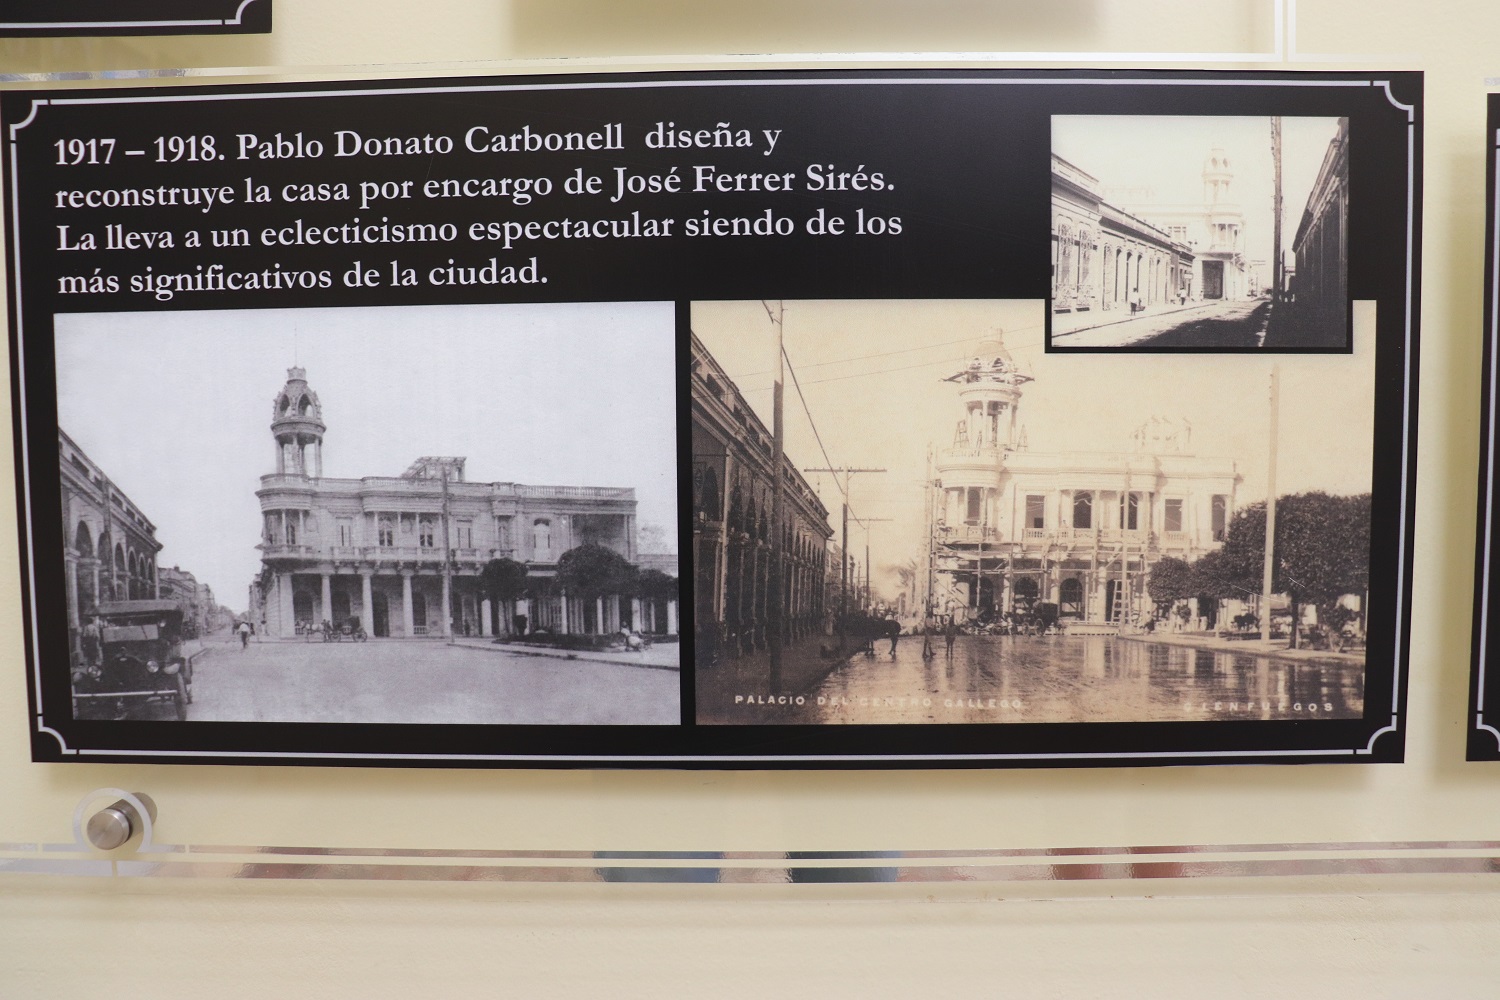 1917 – 1918. Pablo Donato Carbonell diseña y
reconstruye la casa por encargo de José Ferrer Sirés.
La lleva a un eclecticismo espectacular siendo de los
más significativos de la ciudad.
PALACIO DEL CENTRO GALLEGO
CIENFUEGOS